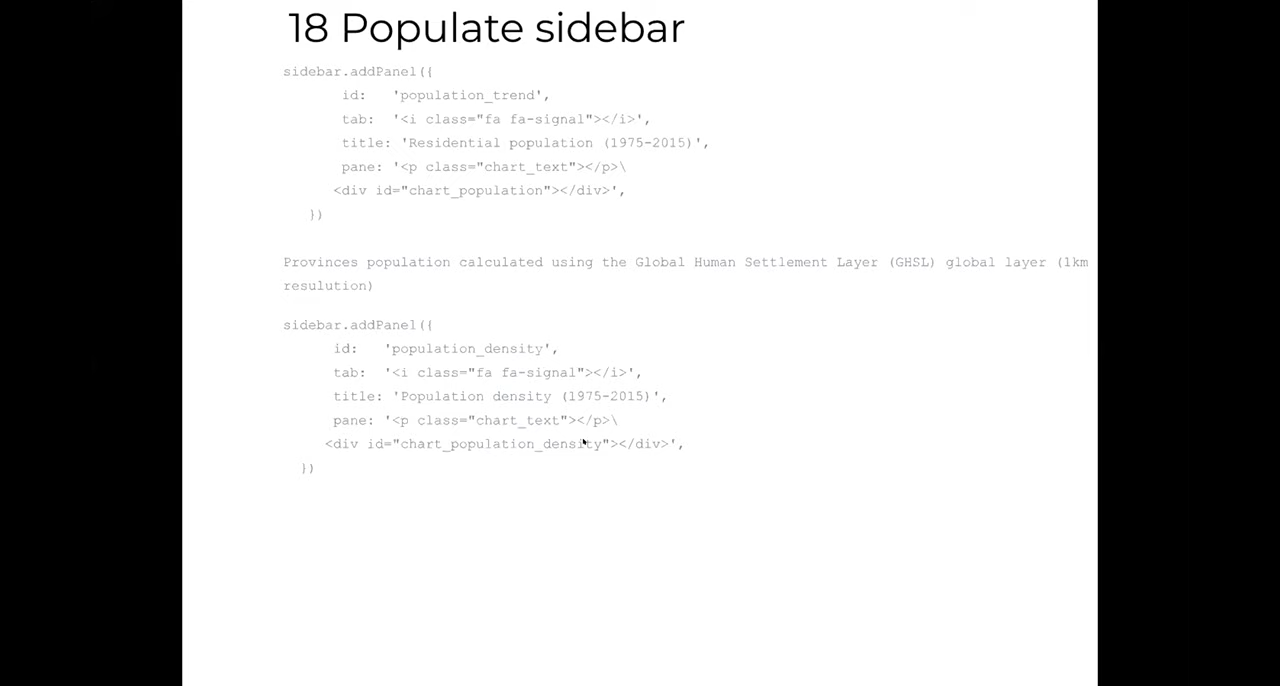 18 Populate sidebar
sidebar.addPanel({
id: 'population_trend',
tab: '<i class="fa fa-signal"></i>',
title: 'Residential population (1975-2015)',
pane: '<p class="chart_text"></p>\
<div id="chart_population"></div>',
})
Provinces population calculated using the Global Human Settlement Layer (GHSL) global layer (1km
resulution)
sidebar.addPanel({
id: 'population_density',
tab: '<i class="fa fa-signal"></i>',
title: 'Population density (1975-2015)',
pane: '<p class="chart_text"></p>\
<div id="chart_population_density"></div>',
})